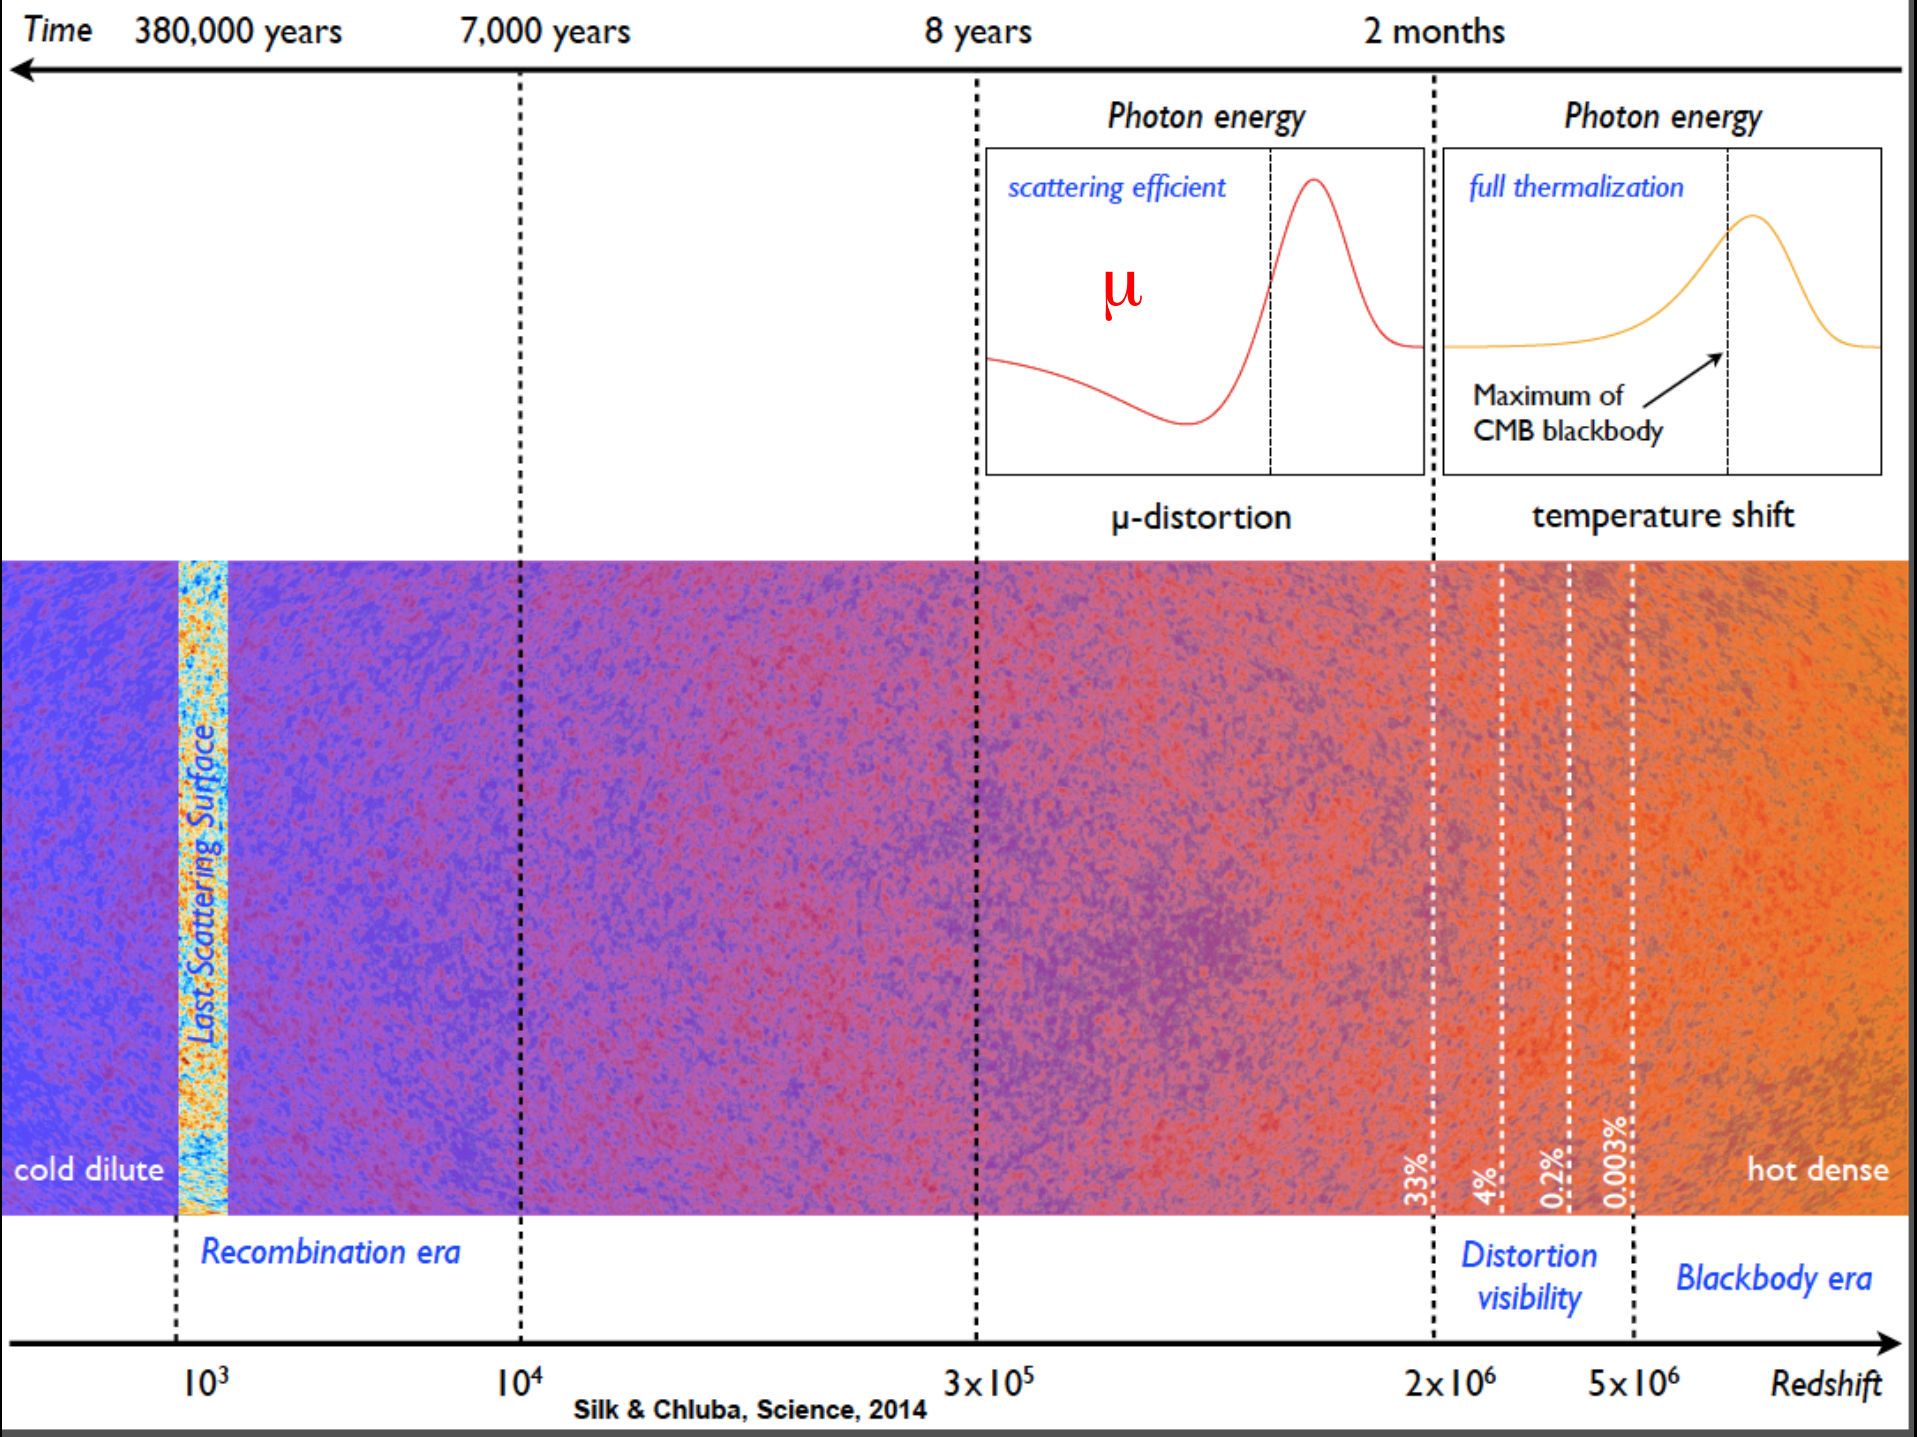 Time 380,000 years 7,000 years 8 years 2 months
Photon energy
scattering efficient
μ
μ-distortion
Photon energy
full thermalization
Maximum of
CMB blackbody
temperature shift
Last Scattering Surface
cold dilute
33%
4%
0.2%
0.003%
hot dense
Recombination era
Distortion
visibility
Blackbody era
10³ 10⁴ 3x10⁵ 2x10⁶ 5x10⁶ Redshift
Silk & Chluba, Science, 2014